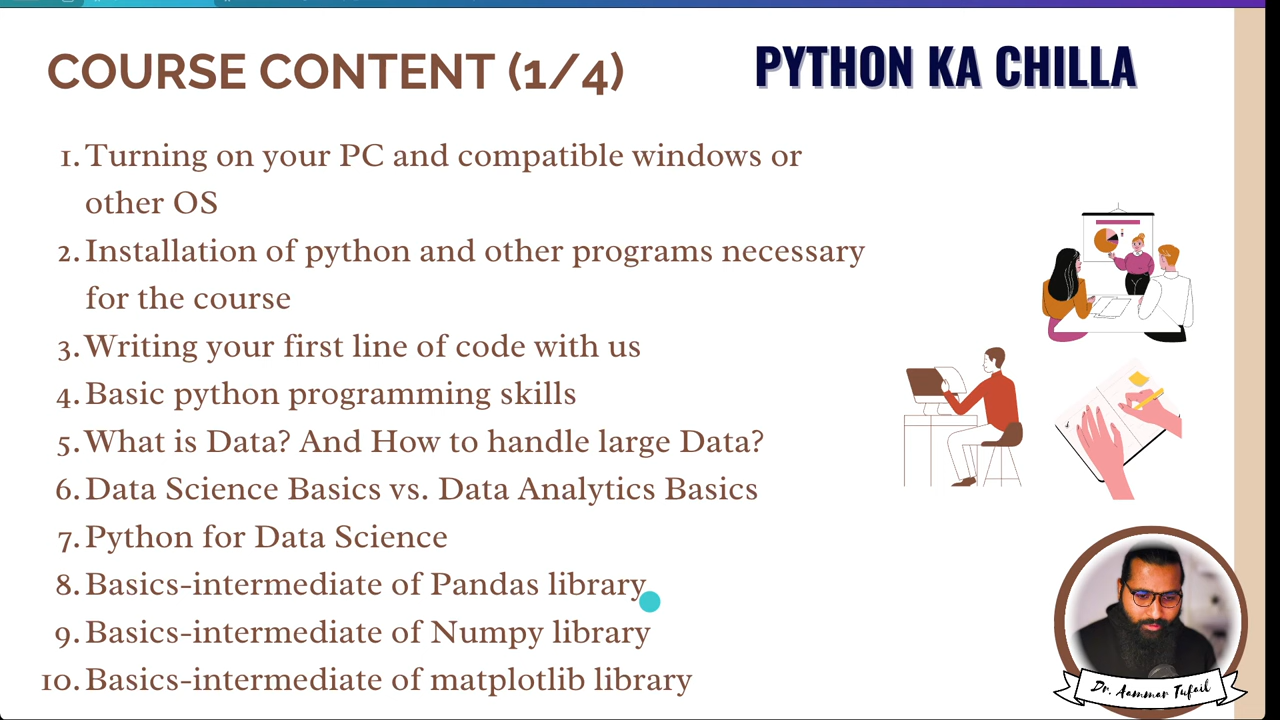 COURSE CONTENT (1/4)
PYTHON KA CHILLA
1. Turning on your PC and compatible windows or
other OS
2. Installation of python and other programs necessary
for the course
3. Writing your first line of code with us
4. Basic python programming skills
5. What is Data? And How to handle large Data?
6. Data Science Basics vs. Data Analytics Basics
7. Python for Data Science
8. Basics-intermediate of Pandas library
9. Basics-intermediate of Numpy library
10. Basics-intermediate of matplotlib library
Dr. Aammar Tufail